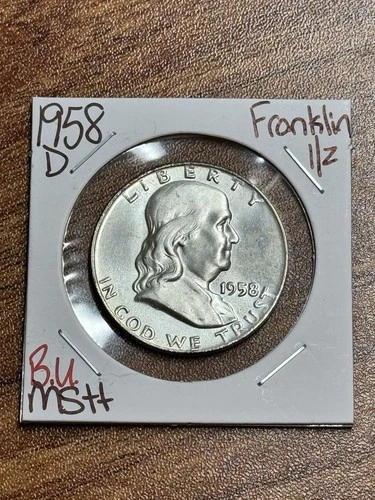 1958
D
Franklin
1/2
LIBERTY
1958
IN GOD WE TRUST
B.U.
MS++